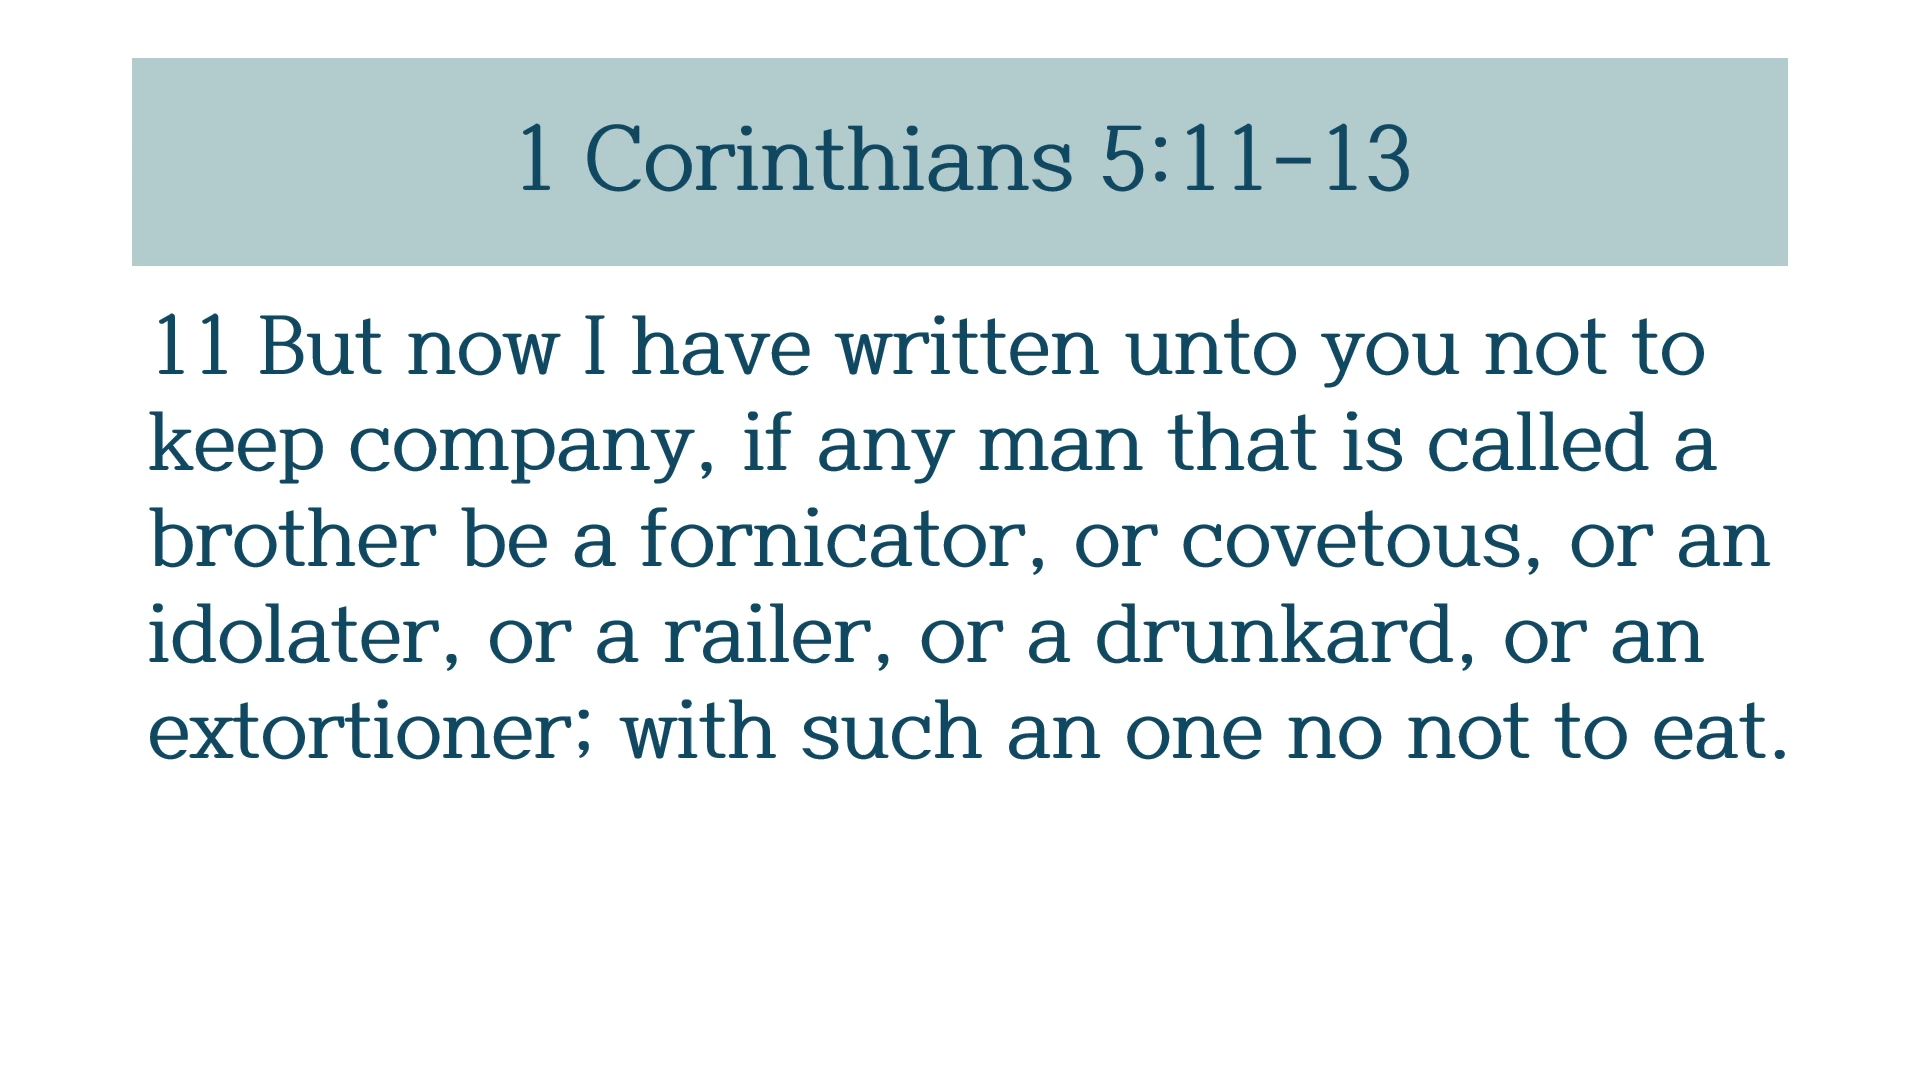 1 Corinthians 5:11-13
11 But now I have written unto you not to
keep company, if any man that is called a
brother be a fornicator, or covetous, or an
idolater, or a railer, or a drunkard, or an
extortioner; with such an one no not to eat.